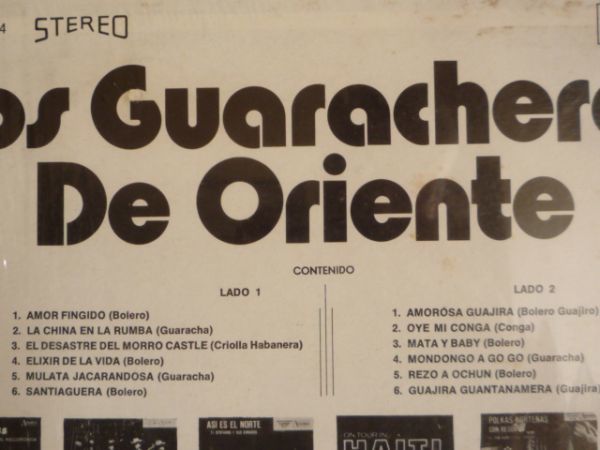 4 STEREO
os Guarachero
De Oriente
CONTENIDO
LADO 1
1. AMOR FINGIDO (Bolero)
2. LA CHINA EN LA RUMBA (Guaracha)
3. EL DESASTRE DEL MORRO CASTLE (Criolla Habanera)
4. ELIXIR DE LA VIDA (Bolero)
5. MULATA JACARANDOSA (Guaracha)
6. SANTIAGUERA (Bolero)
LADO 2
1. AMORÓSA GUAJIRA (Bolero Guajiro)
2. OYE MI CONGA (Conga)
3. MATA Y BABY (Bolero)
4. MONDONGO A GO GO (Guaracha)
5. REZO A OCHUN (Bolero)
6. GUAJIRA GUANTANAMERA (Guajira)
ASI ES EL NORTE
ON TOUR IN
HAITI
POLKAS NORTEÑAS